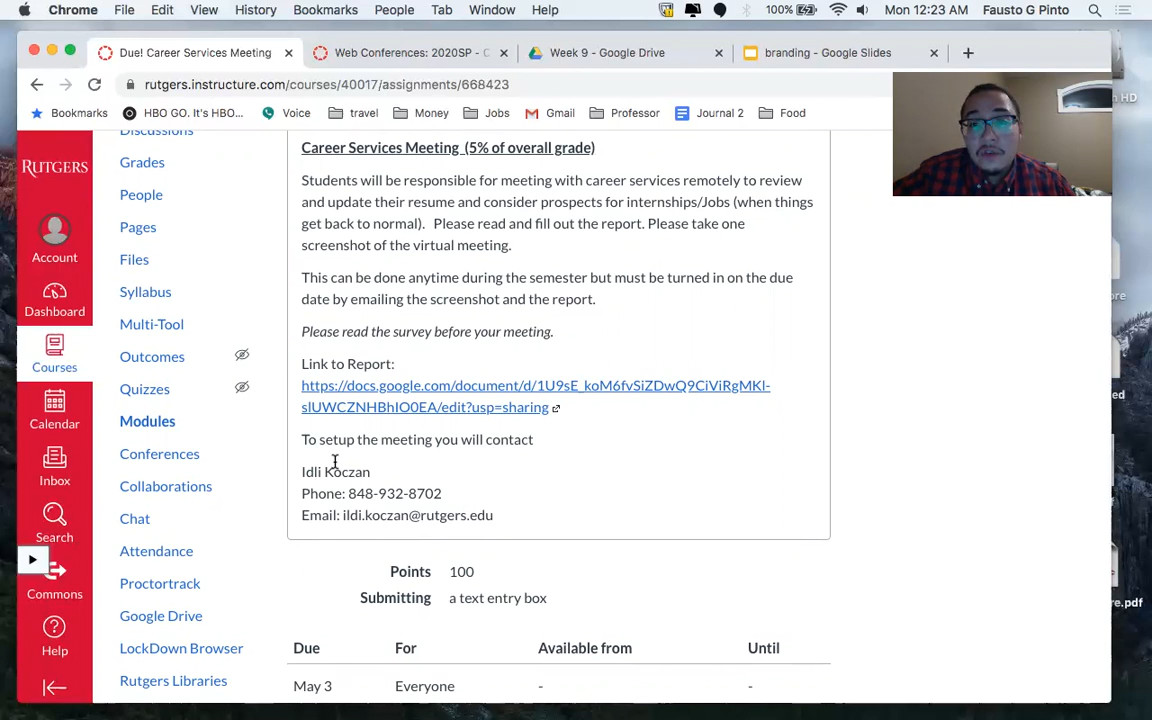 Chrome File Edit View History Bookmarks People Tab Window Help 100% Mon 12:23 AM Fausto G Pinto
Due! Career Services Meeting Web Conferences: 2020SP - C Week 9 - Google Drive branding - Google Slides
rutgers.instructure.com/courses/40017/assignments/668423
Bookmarks HBO GO. It's HBO... Voice travel Money Jobs Gmail Professor Journal 2 Food
RUTGERS
Account
Dashboard
Courses
Calendar
Inbox
Search
Commons
Help
Discussions
Grades
People
Pages
Files
Syllabus
Multi-Tool
Outcomes
Quizzes
Modules
Conferences
Collaborations
Chat
Attendance
Proctortrack
Google Drive
LockDown Browser
Rutgers Libraries
Career Services Meeting (5% of overall grade)
Students will be responsible for meeting with career services remotely to review
and update their resume and consider prospects for internships/Jobs (when things
get back to normal). Please read and fill out the report. Please take one
screenshot of the virtual meeting.
This can be done anytime during the semester but must be turned in on the due
date by emailing the screenshot and the report.
Please read the survey before your meeting.
Link to Report:
https://docs.google.com/document/d/1U9sE_koM6fvSiZDwQ9CiViRgMKl-
slUWCZNHBhIO0EA/edit?usp=sharing
To setup the meeting you will contact
Idli Koczan
Phone: 848-932-8702
Email: ildi.koczan@rutgers.edu
Points 100
Submitting a text entry box
Due For Available from Until
May 3 Everyone - -